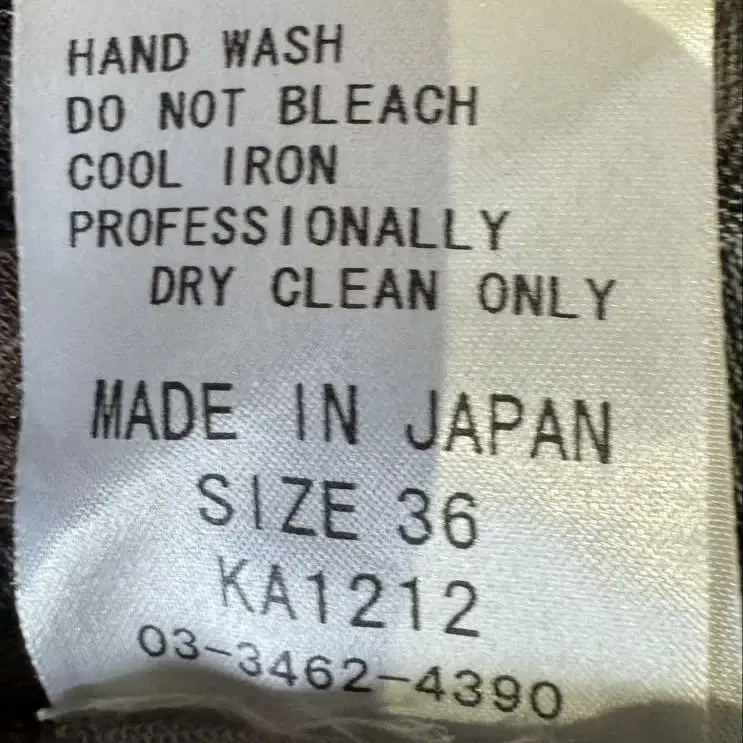 HAND WASH
DO NOT BLEACH
COOL IRON
PROFESSIONALLY
DRY CLEAN ONLY
MADE IN JAPAN
SIZE 36
KA1212
03-3462-4390